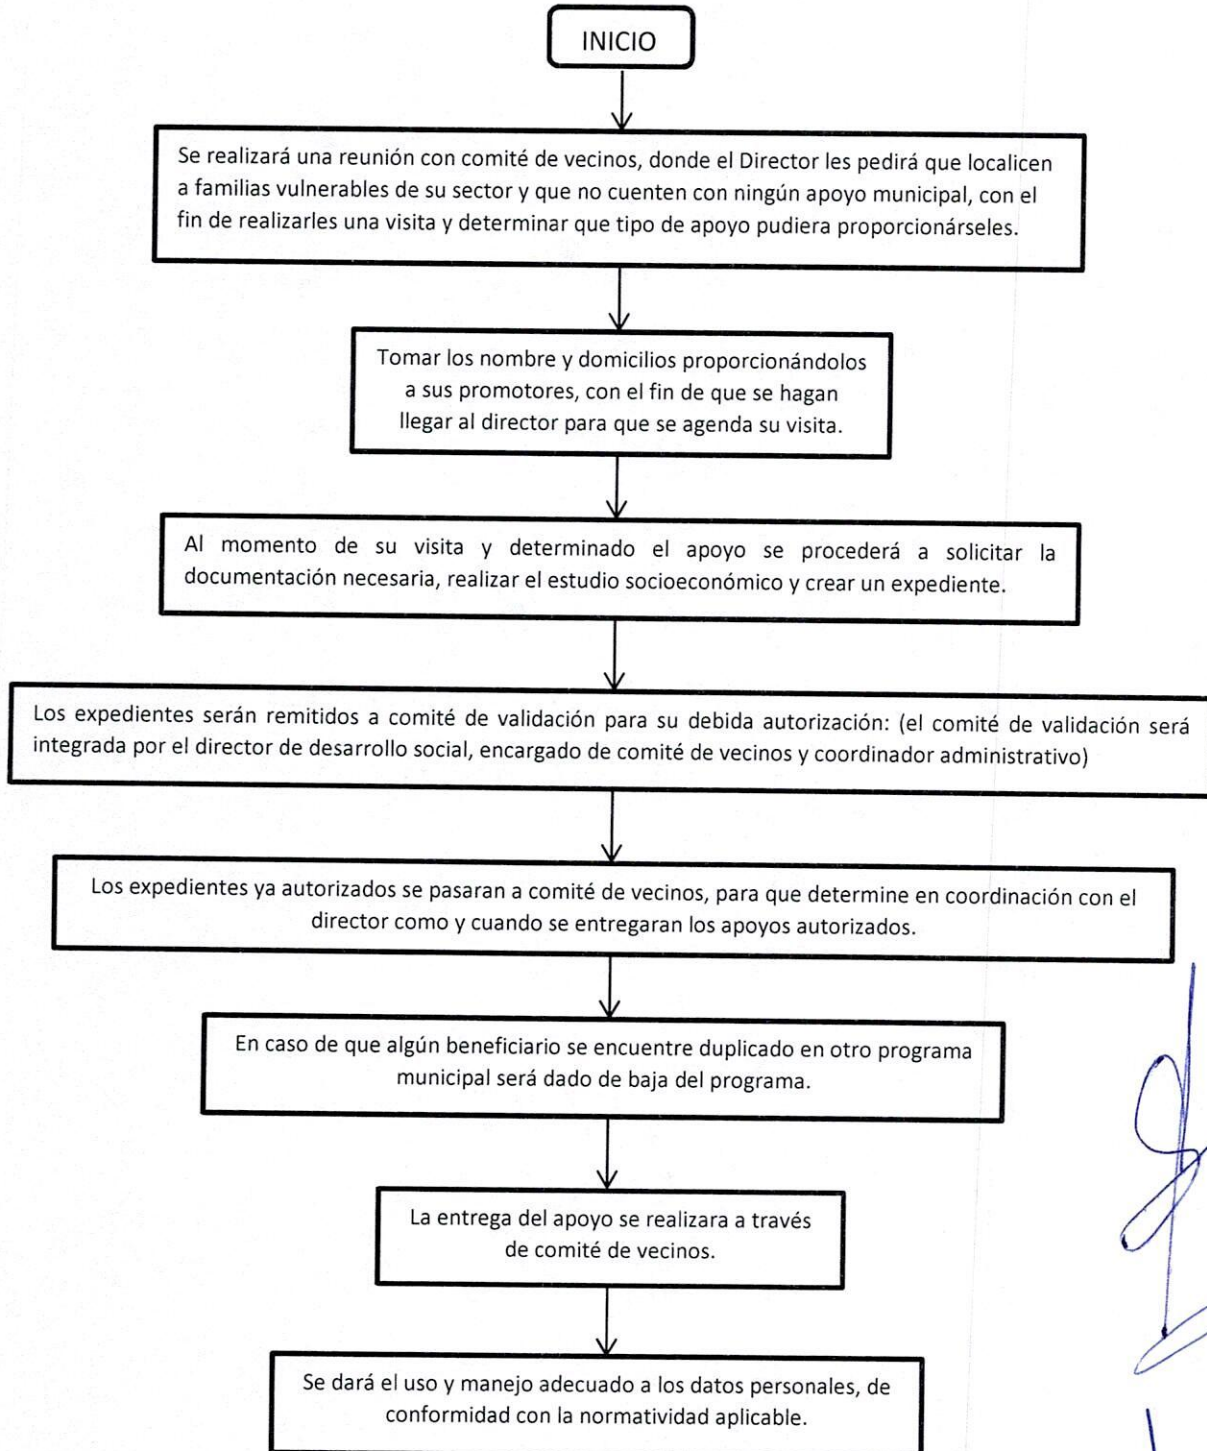 INICIO
Se realizará una reunión con comité de vecinos, donde el Director les pedirá que localicen
a familias vulnerables de su sector y que no cuenten con ningún apoyo municipal, con el
fin de realizarles una visita y determinar que tipo de apoyo pudiera proporcionárseles.
Tomar los nombre y domicilios proporcionándolos
a sus promotores, con el fin de que se hagan
llegar al director para que se agenda su visita.
Al momento de su visita y determinado el apoyo se procederá a solicitar la
documentación necesaria, realizar el estudio socioeconómico y crear un expediente.
Los expedientes serán remitidos a comité de validación para su debida autorización: (el comité de validación será
integrada por el director de desarrollo social, encargado de comité de vecinos y coordinador administrativo)
Los expedientes ya autorizados se pasaran a comité de vecinos, para que determine en coordinación con el
director como y cuando se entregaran los apoyos autorizados.
En caso de que algún beneficiario se encuentre duplicado en otro programa
municipal será dado de baja del programa.
La entrega del apoyo se realizara a través
de comité de vecinos.
Se dará el uso y manejo adecuado a los datos personales, de
conformidad con la normatividad aplicable.